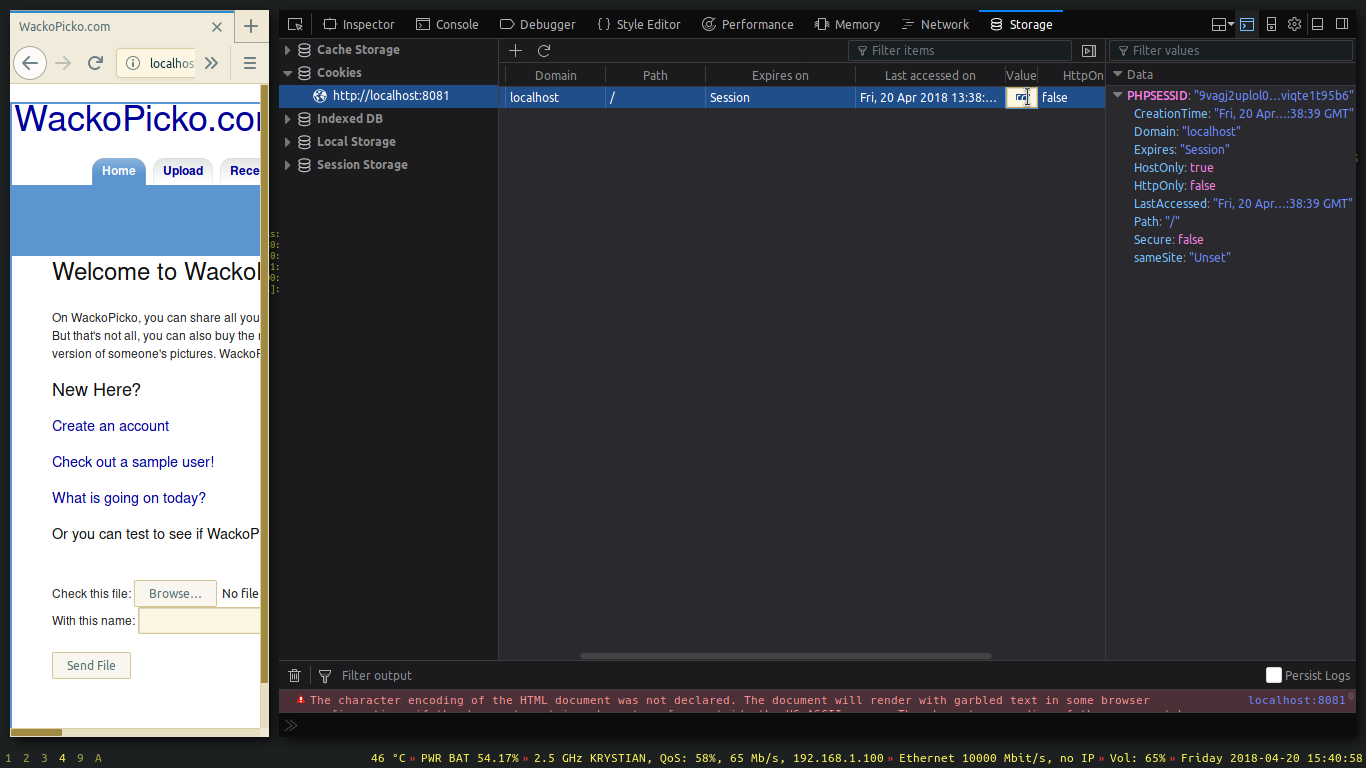 WackoPicko.com
localhos
WackoPicko.co
Home Upload Rece
Welcome to Wacko
On WackoPicko, you can share all you
But that's not all, you can also buy the
version of someone's pictures. Wacko
New Here?
Create an account
Check out a sample user!
What is going on today?
Or you can test to see if WackoP
Check this file: Browse... No file
With this name:
Send File
Inspector Console Debugger Style Editor Performance Memory Network Storage
Cache Storage
Cookies
http://localhost:8081
Indexed DB
Local Storage
Session Storage
Filter items
Domain Path Expires on Last accessed on Value HttpOn
localhost / Session Fri, 20 Apr 2018 13:38:... false
Filter values
Data
PHPSESSID: "9vagj2uplol0...viqte1t95b6"
CreationTime: "Fri, 20 Apr...:38:39 GMT"
Domain: "localhost"
Expires: "Session"
HostOnly: true
HttpOnly: false
LastAccessed: "Fri, 20 Apr...:38:39 GMT"
Path: "/"
Secure: false
sameSite: "Unset"
Filter output Persist Logs
The character encoding of the HTML document was not declared. The document will render with garbled text in some browser localhost:8081
1 2 3 4 9 A 46 °C» PWR BAT 54.17%» 2.5 GHz KRYSTIAN, QoS: 58%, 65 Mb/s, 192.168.1.100» Ethernet 10000 Mbit/s, no IP» Vol: 65%» Friday 2018-04-20 15:40:58